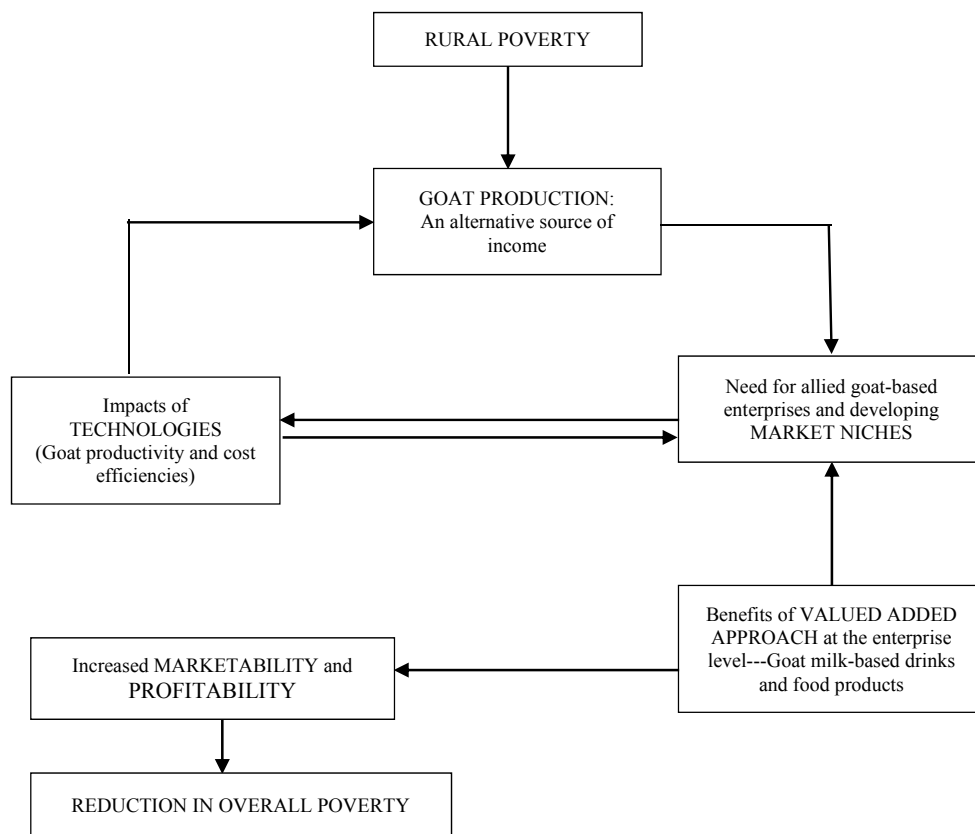 RURAL POVERTY
GOAT PRODUCTION:
An alternative source of
income
Impacts of
TECHNOLOGIES
(Goat productivity and cost
efficiencies)
Need for allied goat-based
enterprises and developing
MARKET NICHES
Benefits of VALUED ADDED
APPROACH at the enterprise
level---Goat milk-based drinks
and food products
Increased MARKETABILITY and
PROFITABILITY
REDUCTION IN OVERALL POVERTY